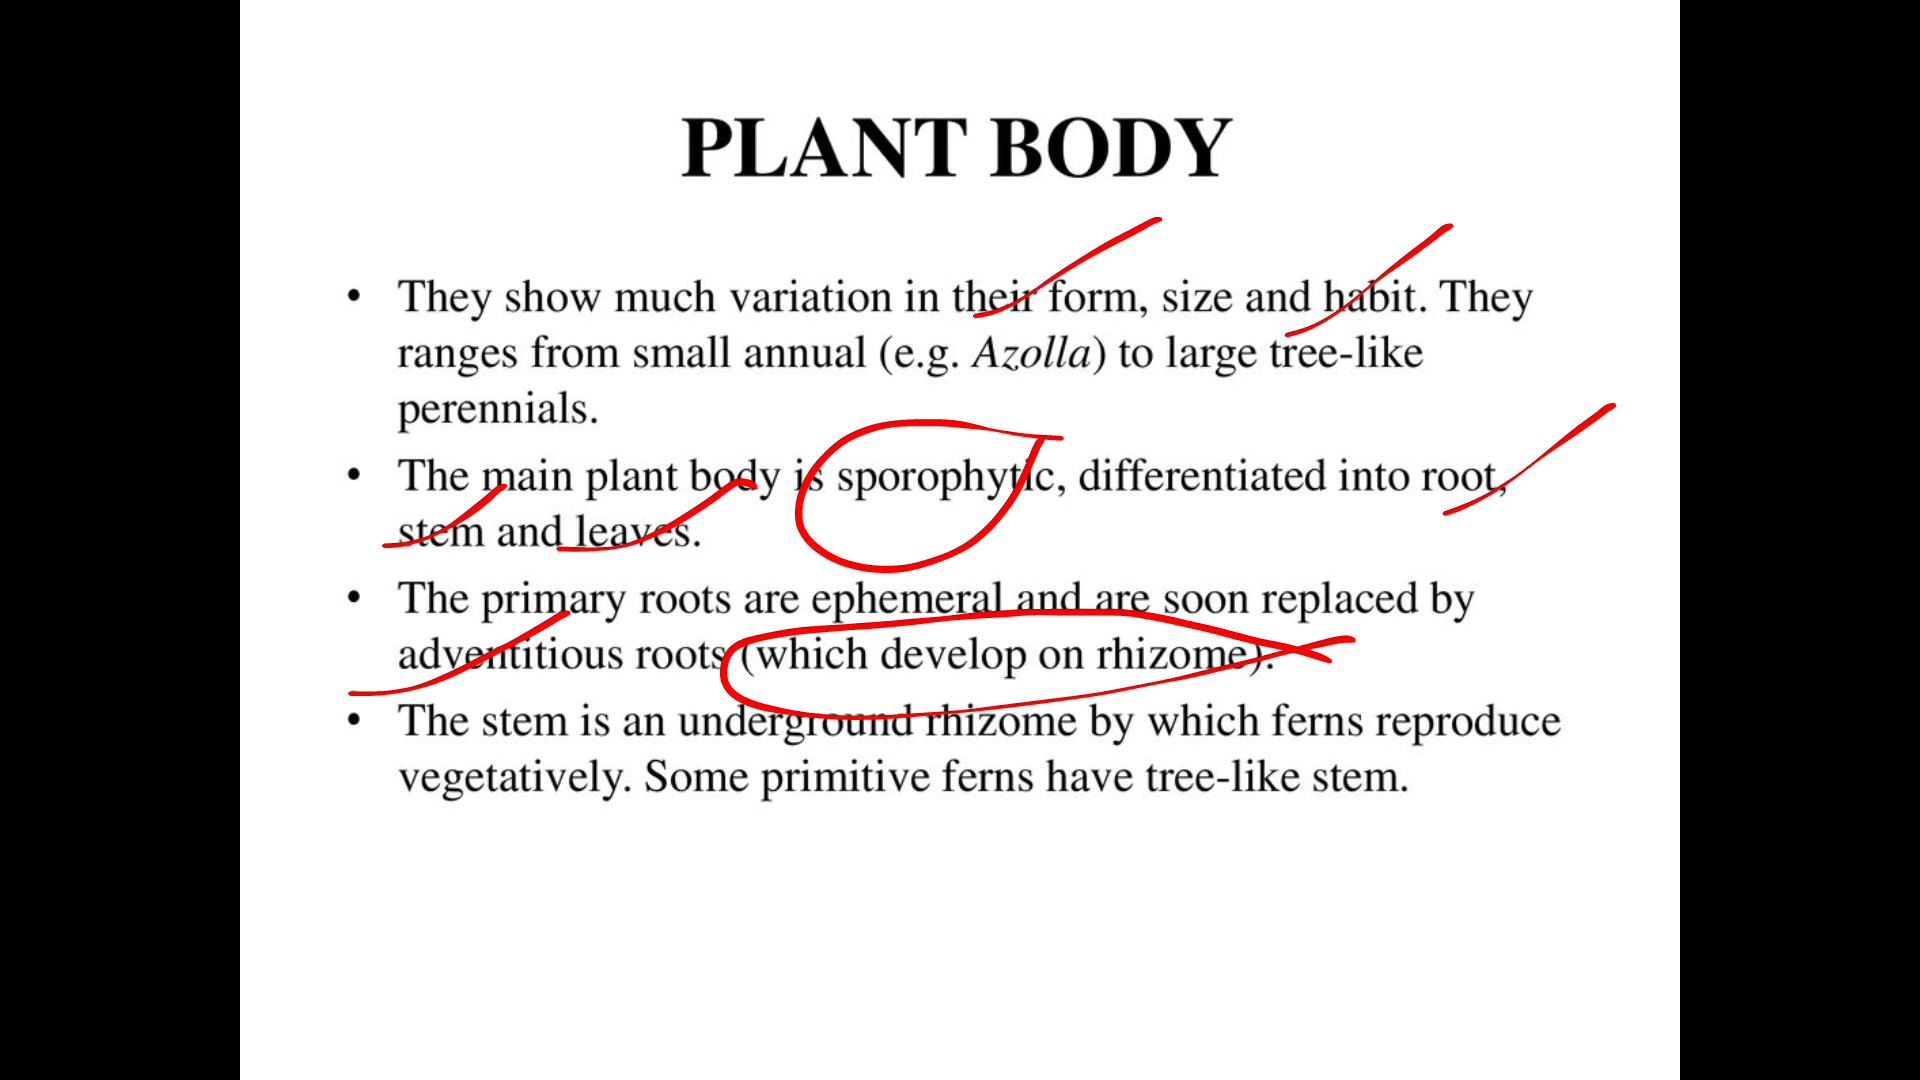 PLANT BODY
• They show much variation in their form, size and habit. They
ranges from small annual (e.g. Azolla) to large tree-like
perennials.
• The main plant body is sporophytic, differentiated into root,
stem and leaves.
• The primary roots are ephemeral and are soon replaced by
adventitious roots (which develop on rhizome).
• The stem is an underground rhizome by which ferns reproduce
vegetatively. Some primitive ferns have tree-like stem.